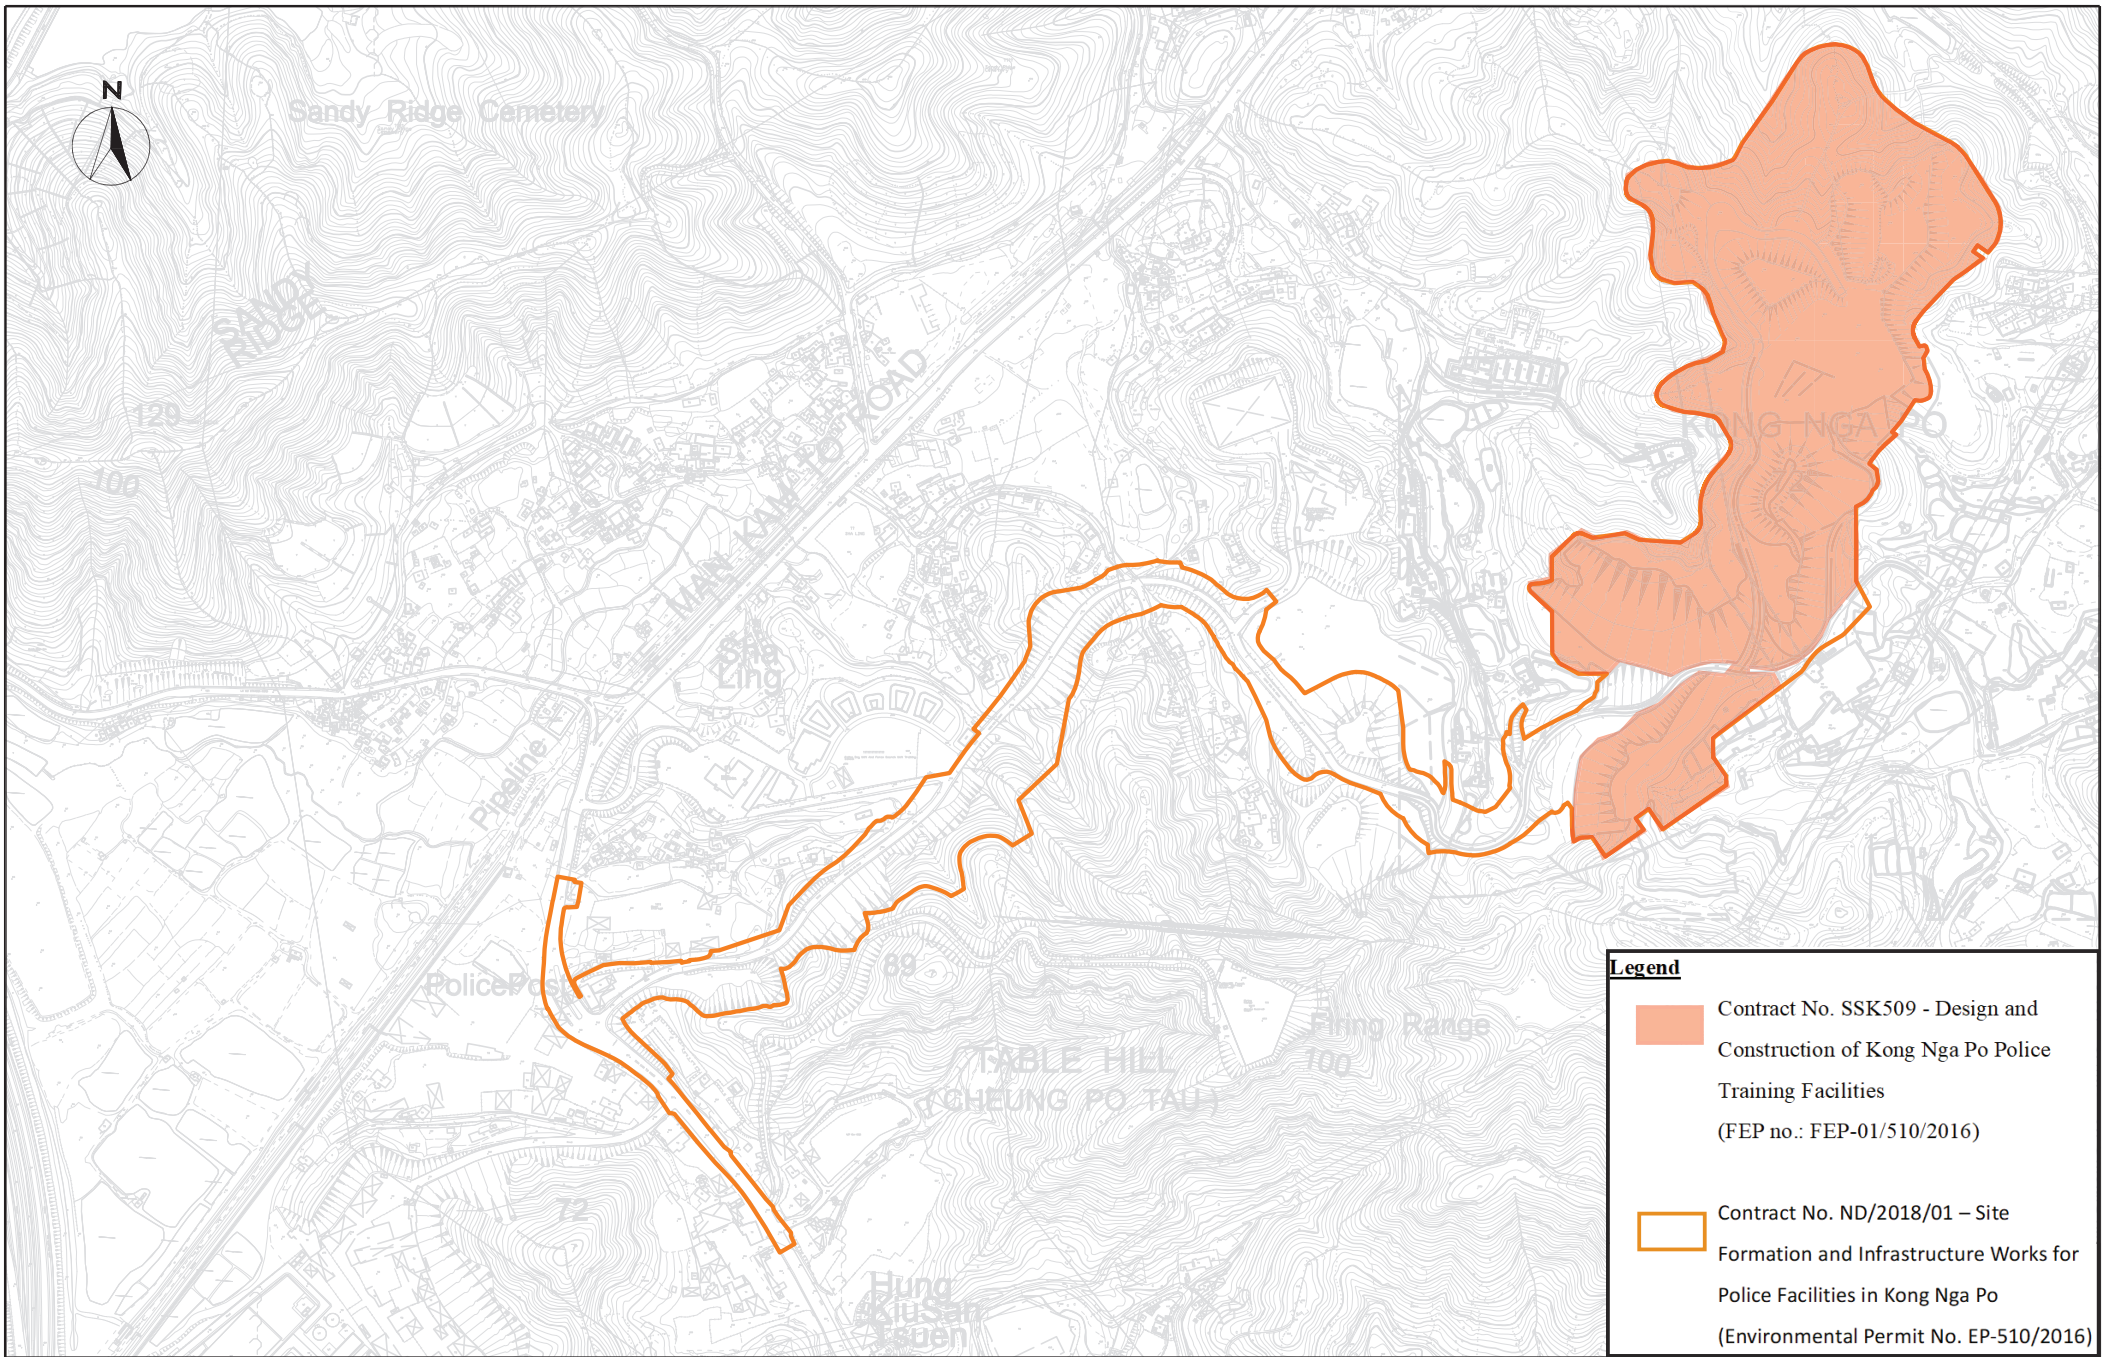 N
Sandy Ridge Cemetery
SANDY
RIDGE
129
100
MAN KAM TO ROAD
KONG NGA PO
Sha
Ling
Pipeline
Police Post
89
Firing Range
100
TABLE HILL
( CHEUNG PO TAU )
72
Hung
KiuSan
Tsuen
Legend
Contract No. SSK509 - Design and
Construction of Kong Nga Po Police
Training Facilities
(FEP no.: FEP-01/510/2016)
Contract No. ND/2018/01 – Site
Formation and Infrastructure Works for
Police Facilities in Kong Nga Po
(Environmental Permit No. EP-510/2016)